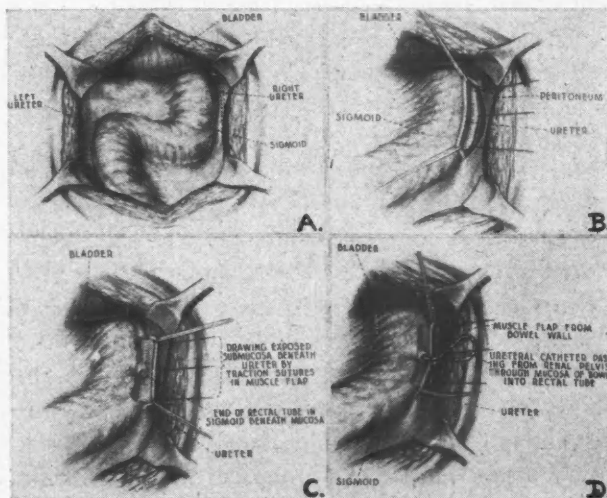 BLADDER
LEFT
URETER
RIGHT
URETER
SIGMOID
A.
BLADDER
PERITONEUM
SIGMOID
URETER
B
BLADDER
DRAWING EXPOSED
SUBMUCOSA BENEATH
URETER BY
TRACTION SUTURES
IN MUSCLE FLAP
END OF RECTAL TUBE IN
SIGMOID BENEATH MUCOSA
URETER
C.
BLADDER
MUSCLE FLAP FROM
BOWEL WALL
URETERAL CATHETER PAS
ING FROM RENAL PELVIS
THROUGH MUCOSA OF BOW
INTO RECTAL TUBE
URETER
SIGMOID
D